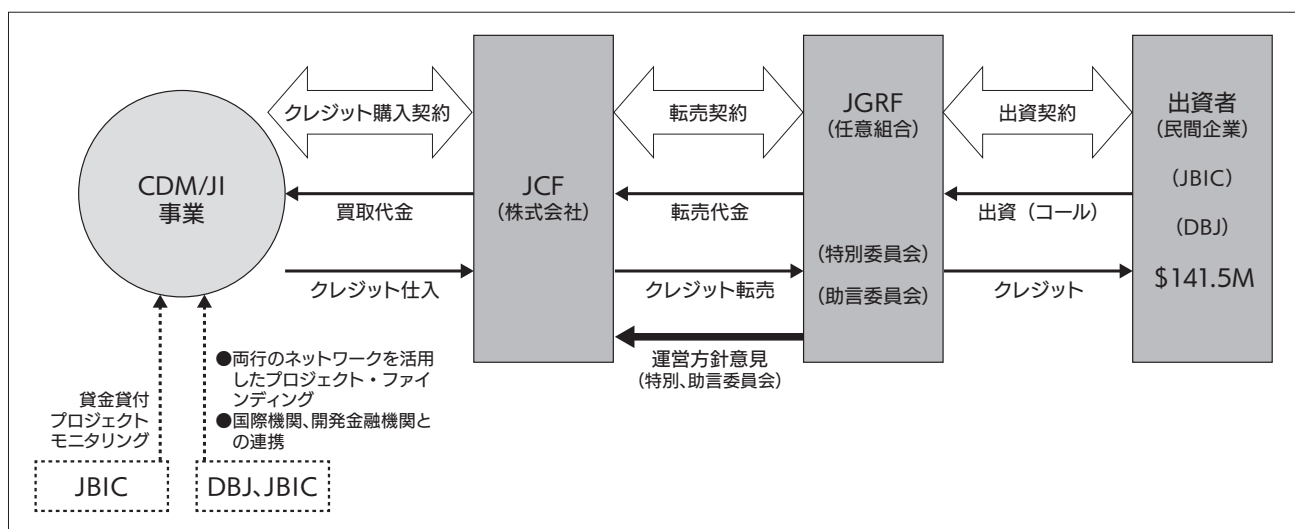 CDM/JI
事業
クレジット購入契約
買取代金
クレジット仕入
JCF
(株式会社)
転売契約
転売代金
クレジット転売
運営方針意見
(特別、助言委員会)
JGRF
(任意組合)
(特別委員会)
(助言委員会)
出資契約
出資（コール）
クレジット
出資者
(民間企業)
(JBIC)
(DBJ)
$141.5M
貸金貸付
プロジェクト
モニタリング
●両行のネットワークを活用
したプロジェクト・ファイ
ンディング
●国際機関、開発金融機関と
の連携
JBIC
DBJ、JBIC